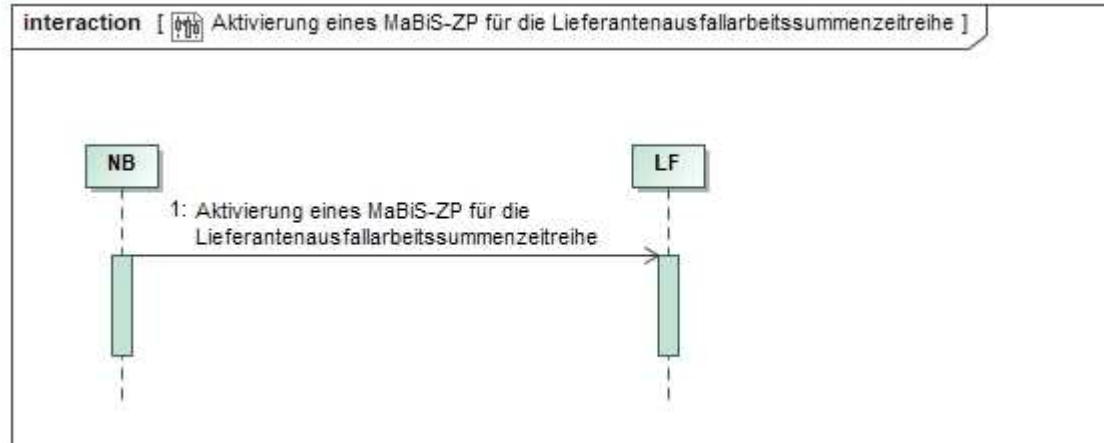 interaction [ Aktivierung eines MaBiS-ZP für die Lieferantenausfallarbeitssummenzeitreihe ]
NB
LF
1: Aktivierung eines MaBiS-ZP für die
Lieferantenausfallarbeitssummenzeitreihe